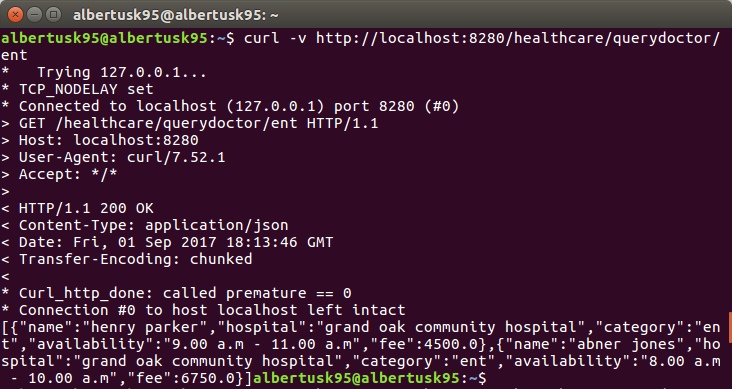 albertusk95@albertusk95: ~
albertusk95@albertusk95:~$ curl -v http://localhost:8280/healthcare/querydoctor/
ent
*   Trying 127.0.0.1...
* TCP_NODELAY set
* Connected to localhost (127.0.0.1) port 8280 (#0)
> GET /healthcare/querydoctor/ent HTTP/1.1
> Host: localhost:8280
> User-Agent: curl/7.52.1
> Accept: */*
>
< HTTP/1.1 200 OK
< Content-Type: application/json
< Date: Fri, 01 Sep 2017 18:13:46 GMT
< Transfer-Encoding: chunked
<
* Curl_http_done: called premature == 0
* Connection #0 to host localhost left intact
[{"name":"henry parker","hospital":"grand oak community hospital","category":"en
t","availability":"9.00 a.m - 11.00 a.m","fee":4500.0},{"name":"abner jones","ho
spital":"grand oak community hospital","category":"ent","availability":"8.00 a.m
 - 10.00 a.m","fee":6750.0}]albertusk95@albertusk95:~$